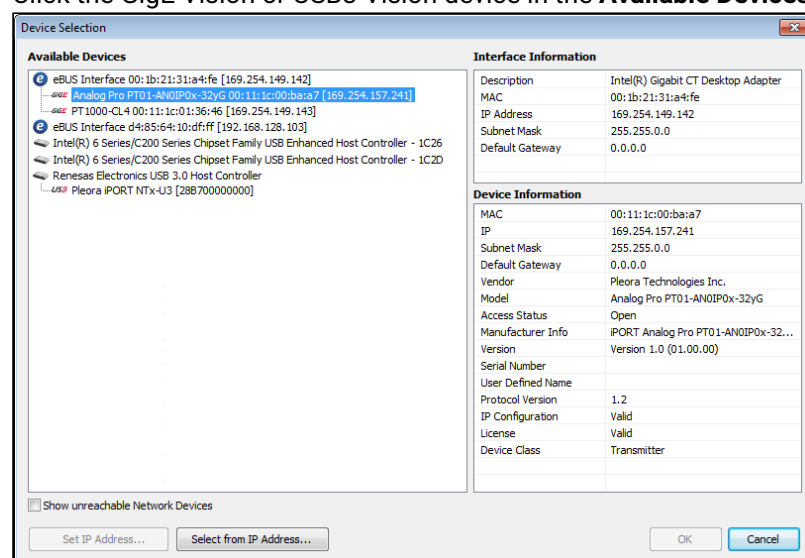 Click the GigE Vision or USB3 Vision device in the Available Devices
Device Selection
Available Devices
eBUS Interface 00:1b:21:31:a4:fe [169.254.149.142]
GIGE Analog Pro PT01-AN0IP0x-32yG 00:11:1c:00:ba:a7 [169.254.157.241]
GIGE PT1000-CL4 00:11:1c:01:36:46 [169.254.149.143]
eBUS Interface d4:85:64:10:df:ff [192.168.128.103]
Intel(R) 6 Series/C200 Series Chipset Family USB Enhanced Host Controller - 1C26
Intel(R) 6 Series/C200 Series Chipset Family USB Enhanced Host Controller - 1C2D
Renesas Electronics USB 3.0 Host Controller
US3 Pleora iPORT NTx-U3 [28B700000000]
Show unreachable Network Devices
Set IP Address...
Select from IP Address...
Interface Information
Description Intel(R) Gigabit CT Desktop Adapter
MAC 00:1b:21:31:a4:fe
IP Address 169.254.149.142
Subnet Mask 255.255.0.0
Default Gateway 0.0.0.0
Device Information
MAC 00:11:1c:00:ba:a7
IP 169.254.157.241
Subnet Mask 255.255.0.0
Default Gateway 0.0.0.0
Vendor Pleora Technologies Inc.
Model Analog Pro PT01-AN0IP0x-32yG
Access Status Open
Manufacturer Info iPORT Analog Pro PT01-AN0IP0x-32...
Version Version 1.0 (01.00.00)
Serial Number
User Defined Name
Protocol Version 1.2
IP Configuration Valid
License Valid
Device Class Transmitter
OK
Cancel